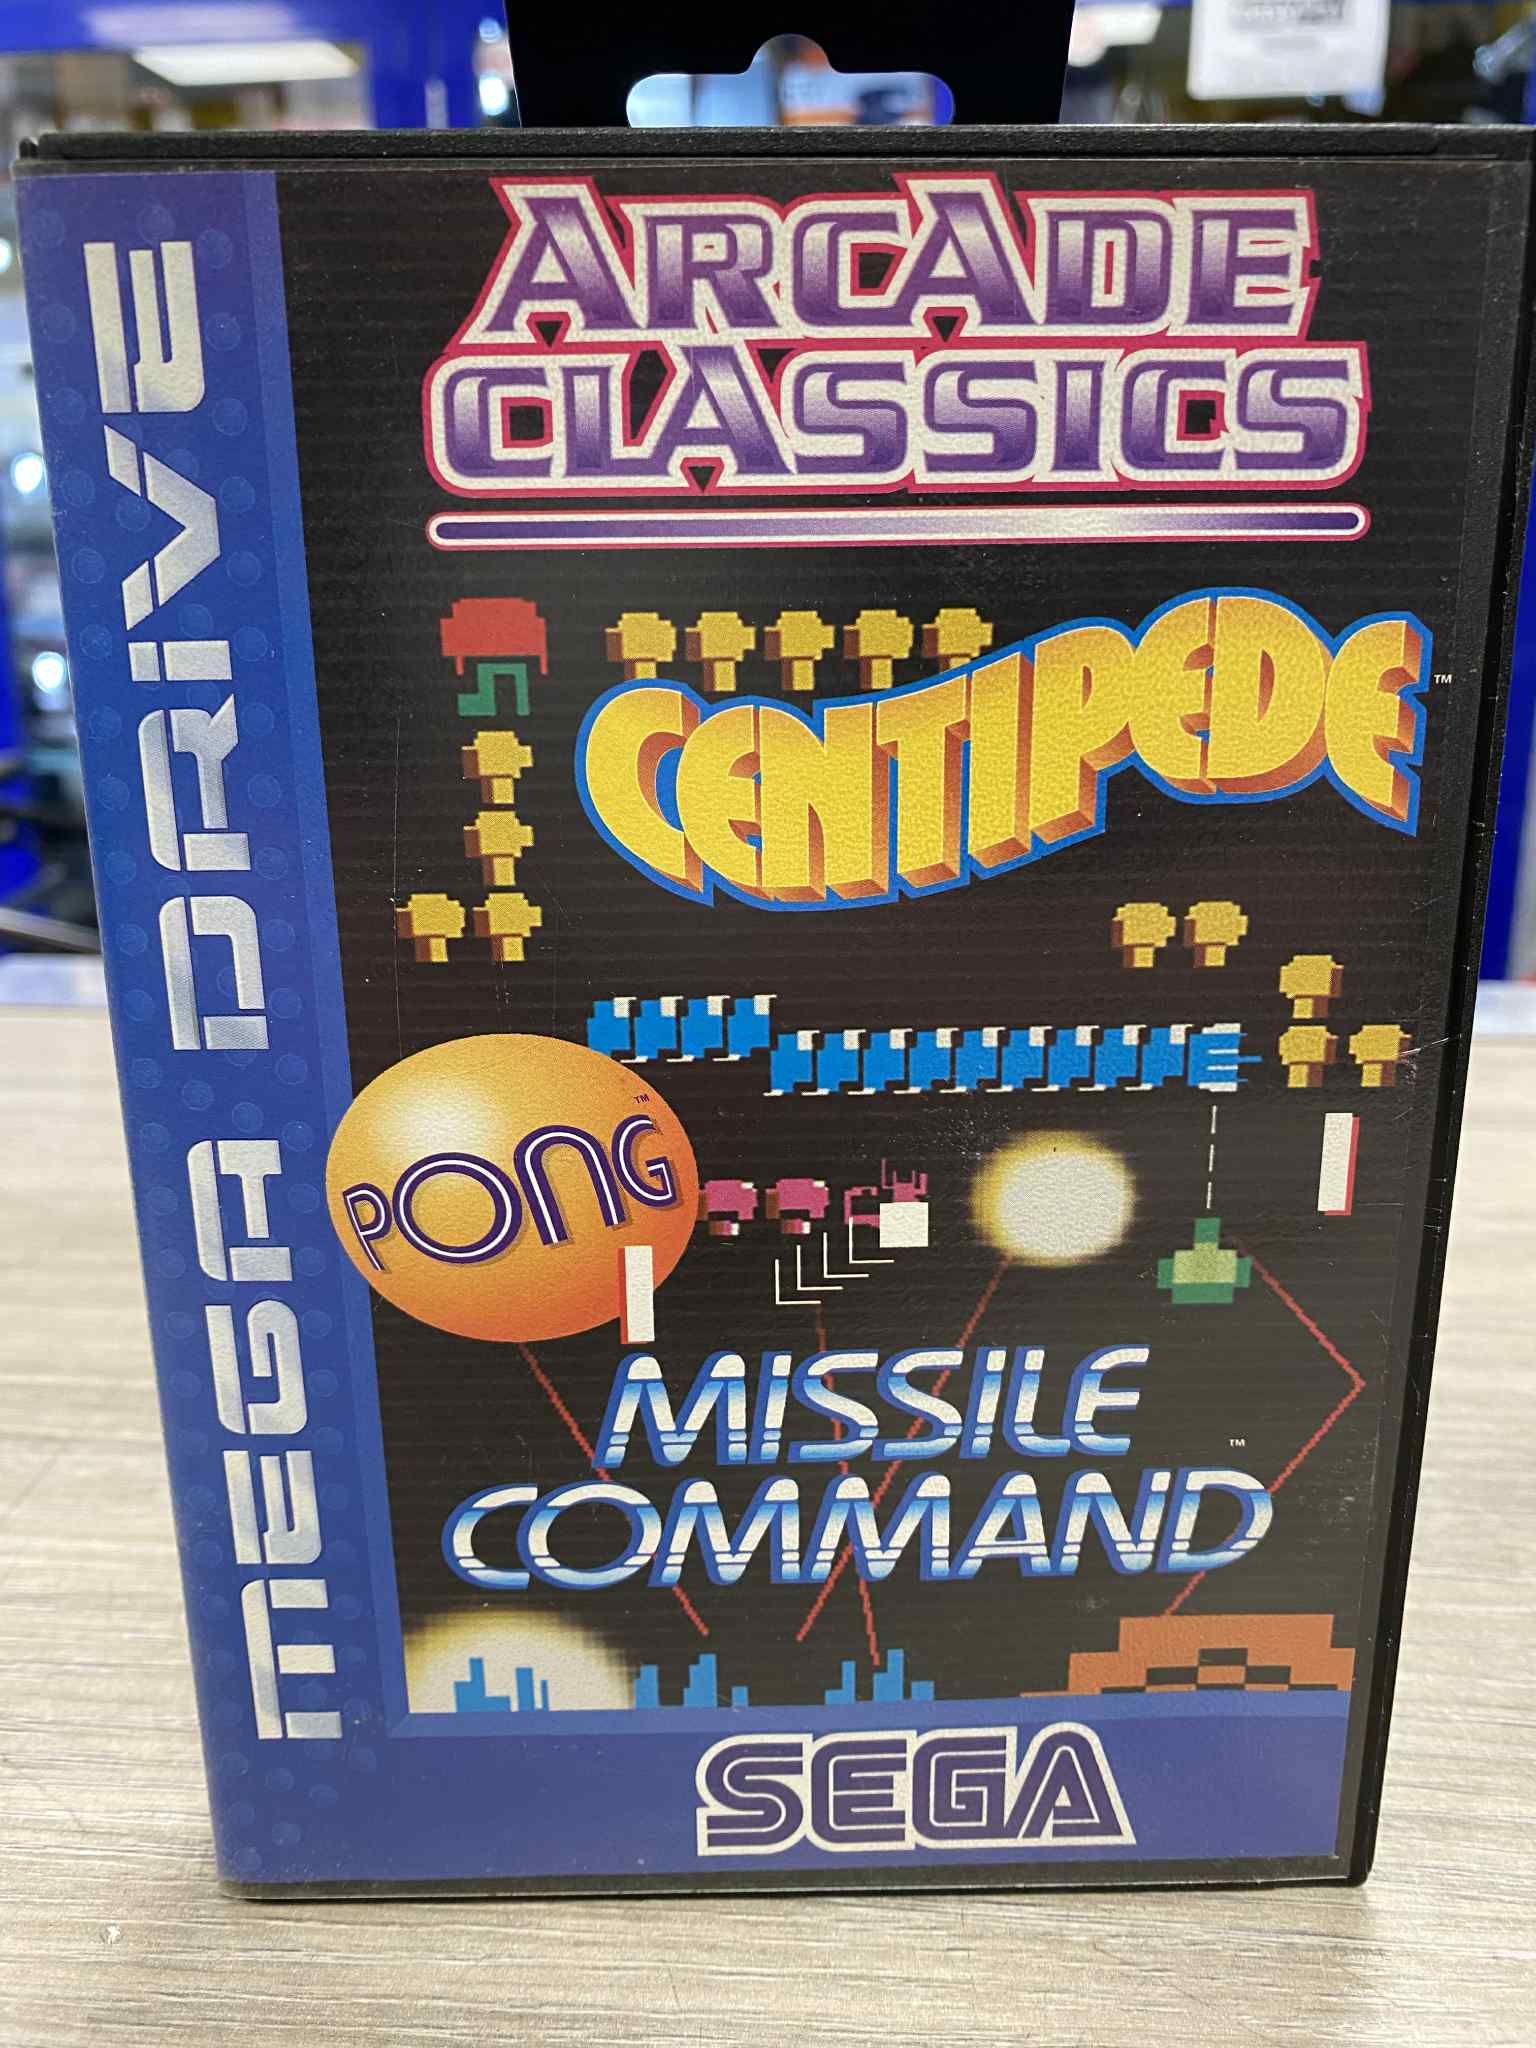 MEGA DRIVE
ARCADE
CLASSICS
CENTIPEDE™
PONG™
MISSILE
COMMAND™
SEGA